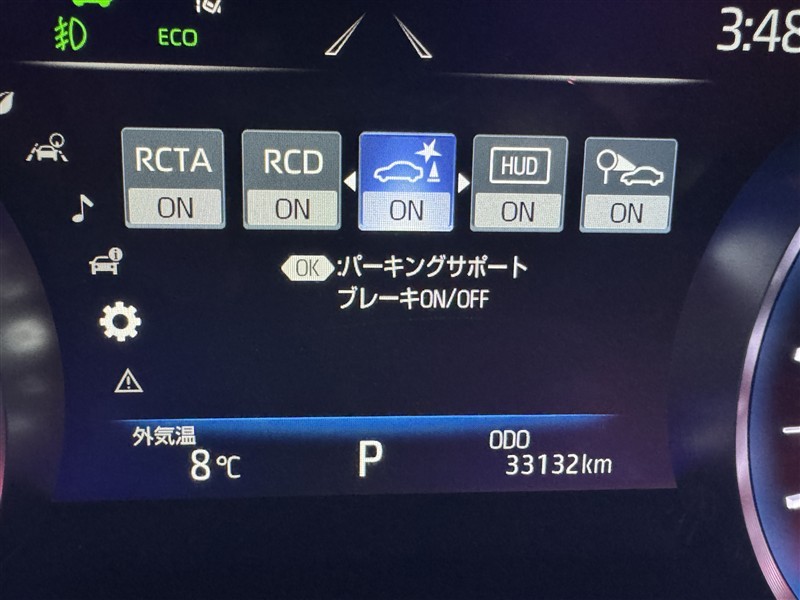 3:48
ECO
RCTA
RCD
HUD
ON
ON
ON
ON
ON
OK:パーキングサポート
ブレーキON/OFF
外気温
8℃
P
ODO
33132km